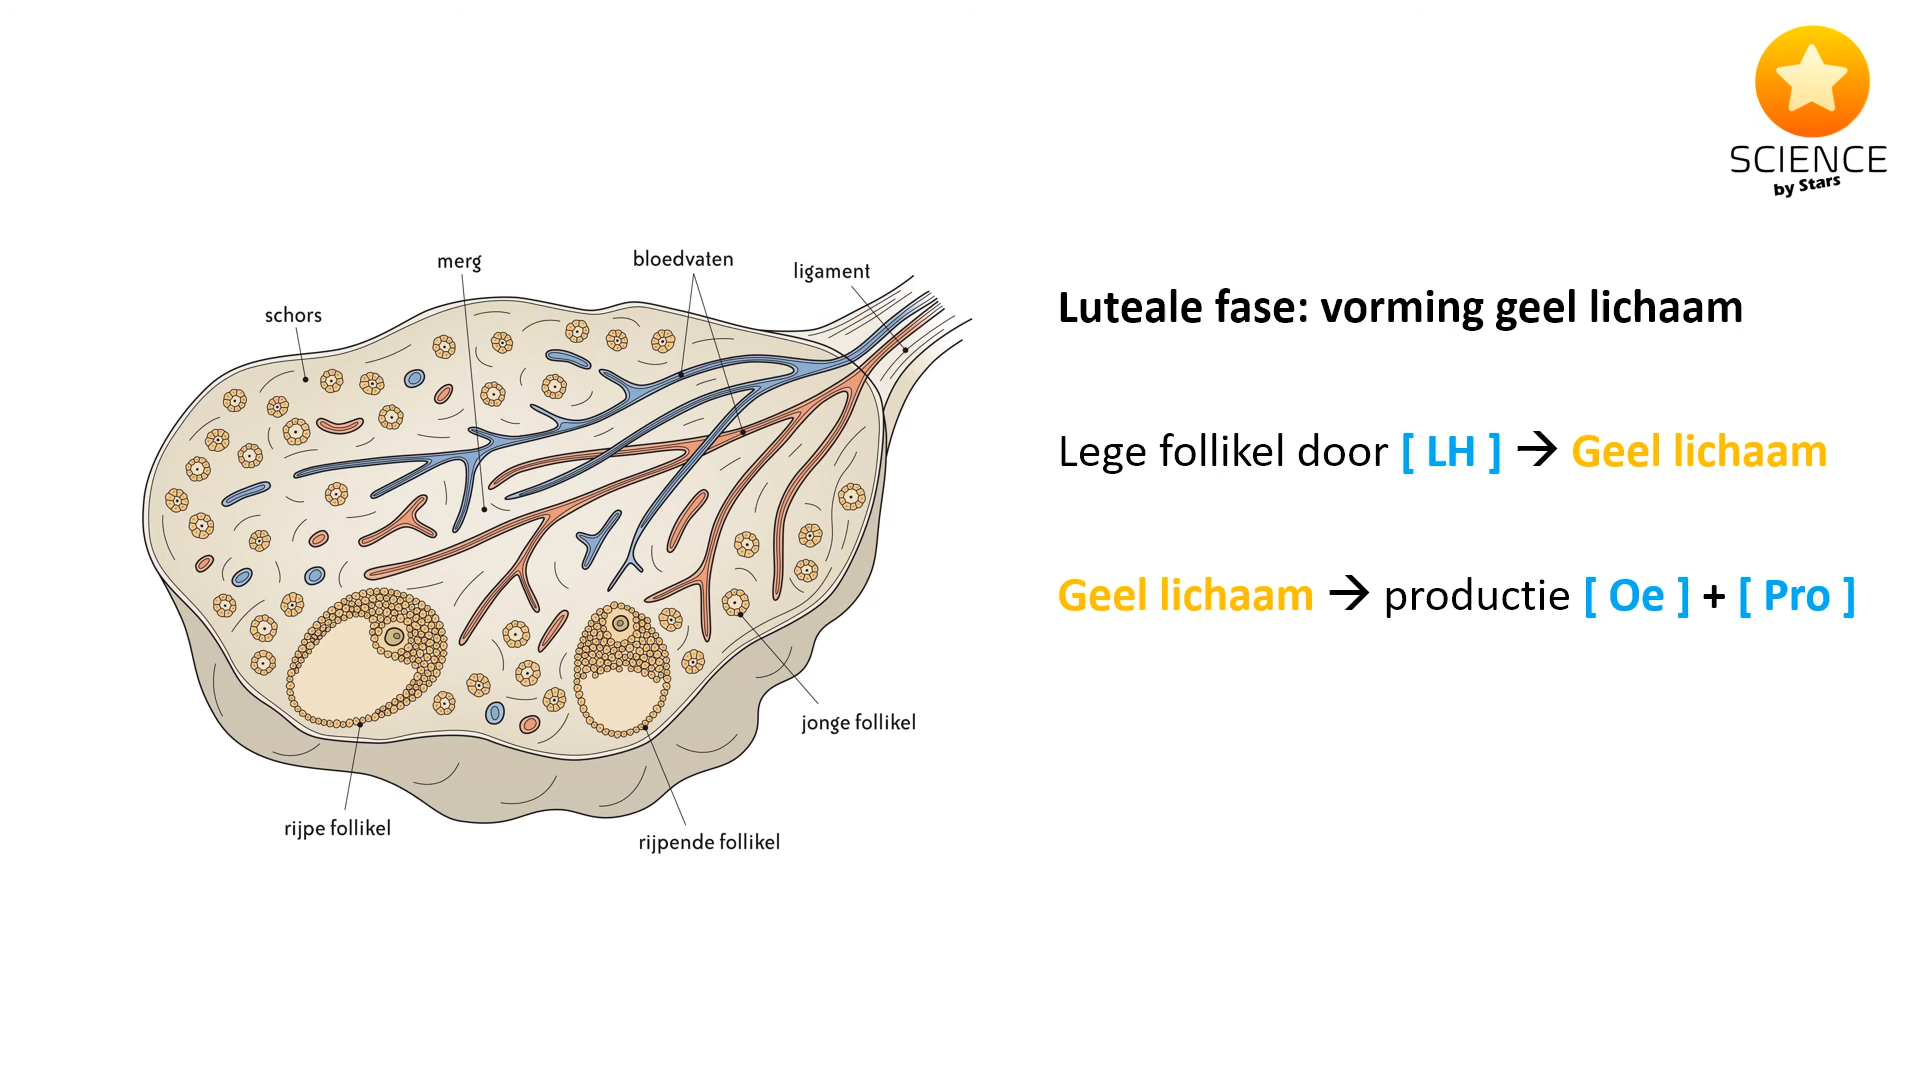 SCIENCE
by Stars
merg
bloedvaten
ligament
schors
Luteale fase: vorming geel lichaam
Lege follikel door [ LH ] → Geel lichaam
Geel lichaam → productie [ Oe ] + [ Pro ]
jonge follikel
rijpe follikel
rijpende follikel